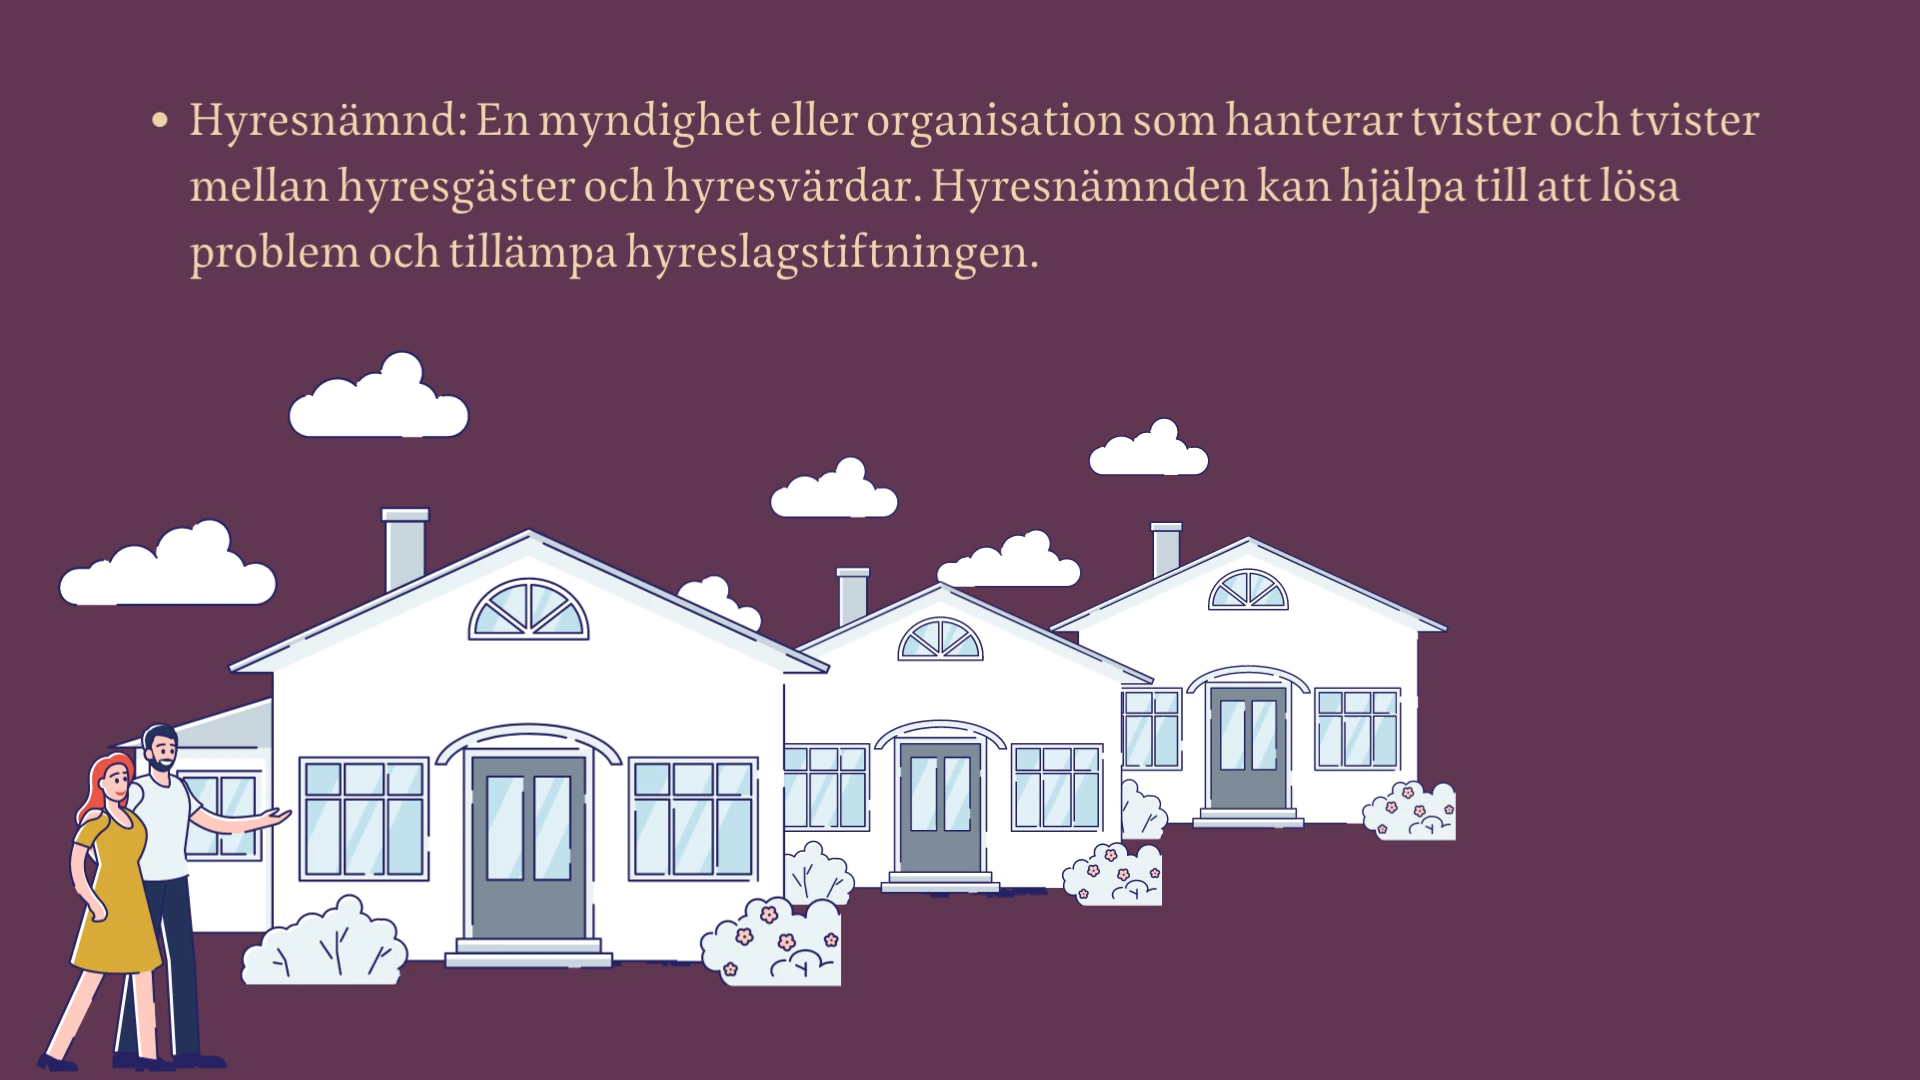 • Hyresnämnd: En myndighet eller organisation som hanterar tvister och tvister
mellan hyresgäster och hyresvärdar. Hyresnämnden kan hjälpa till att lösa
problem och tillämpa hyreslagstiftningen.